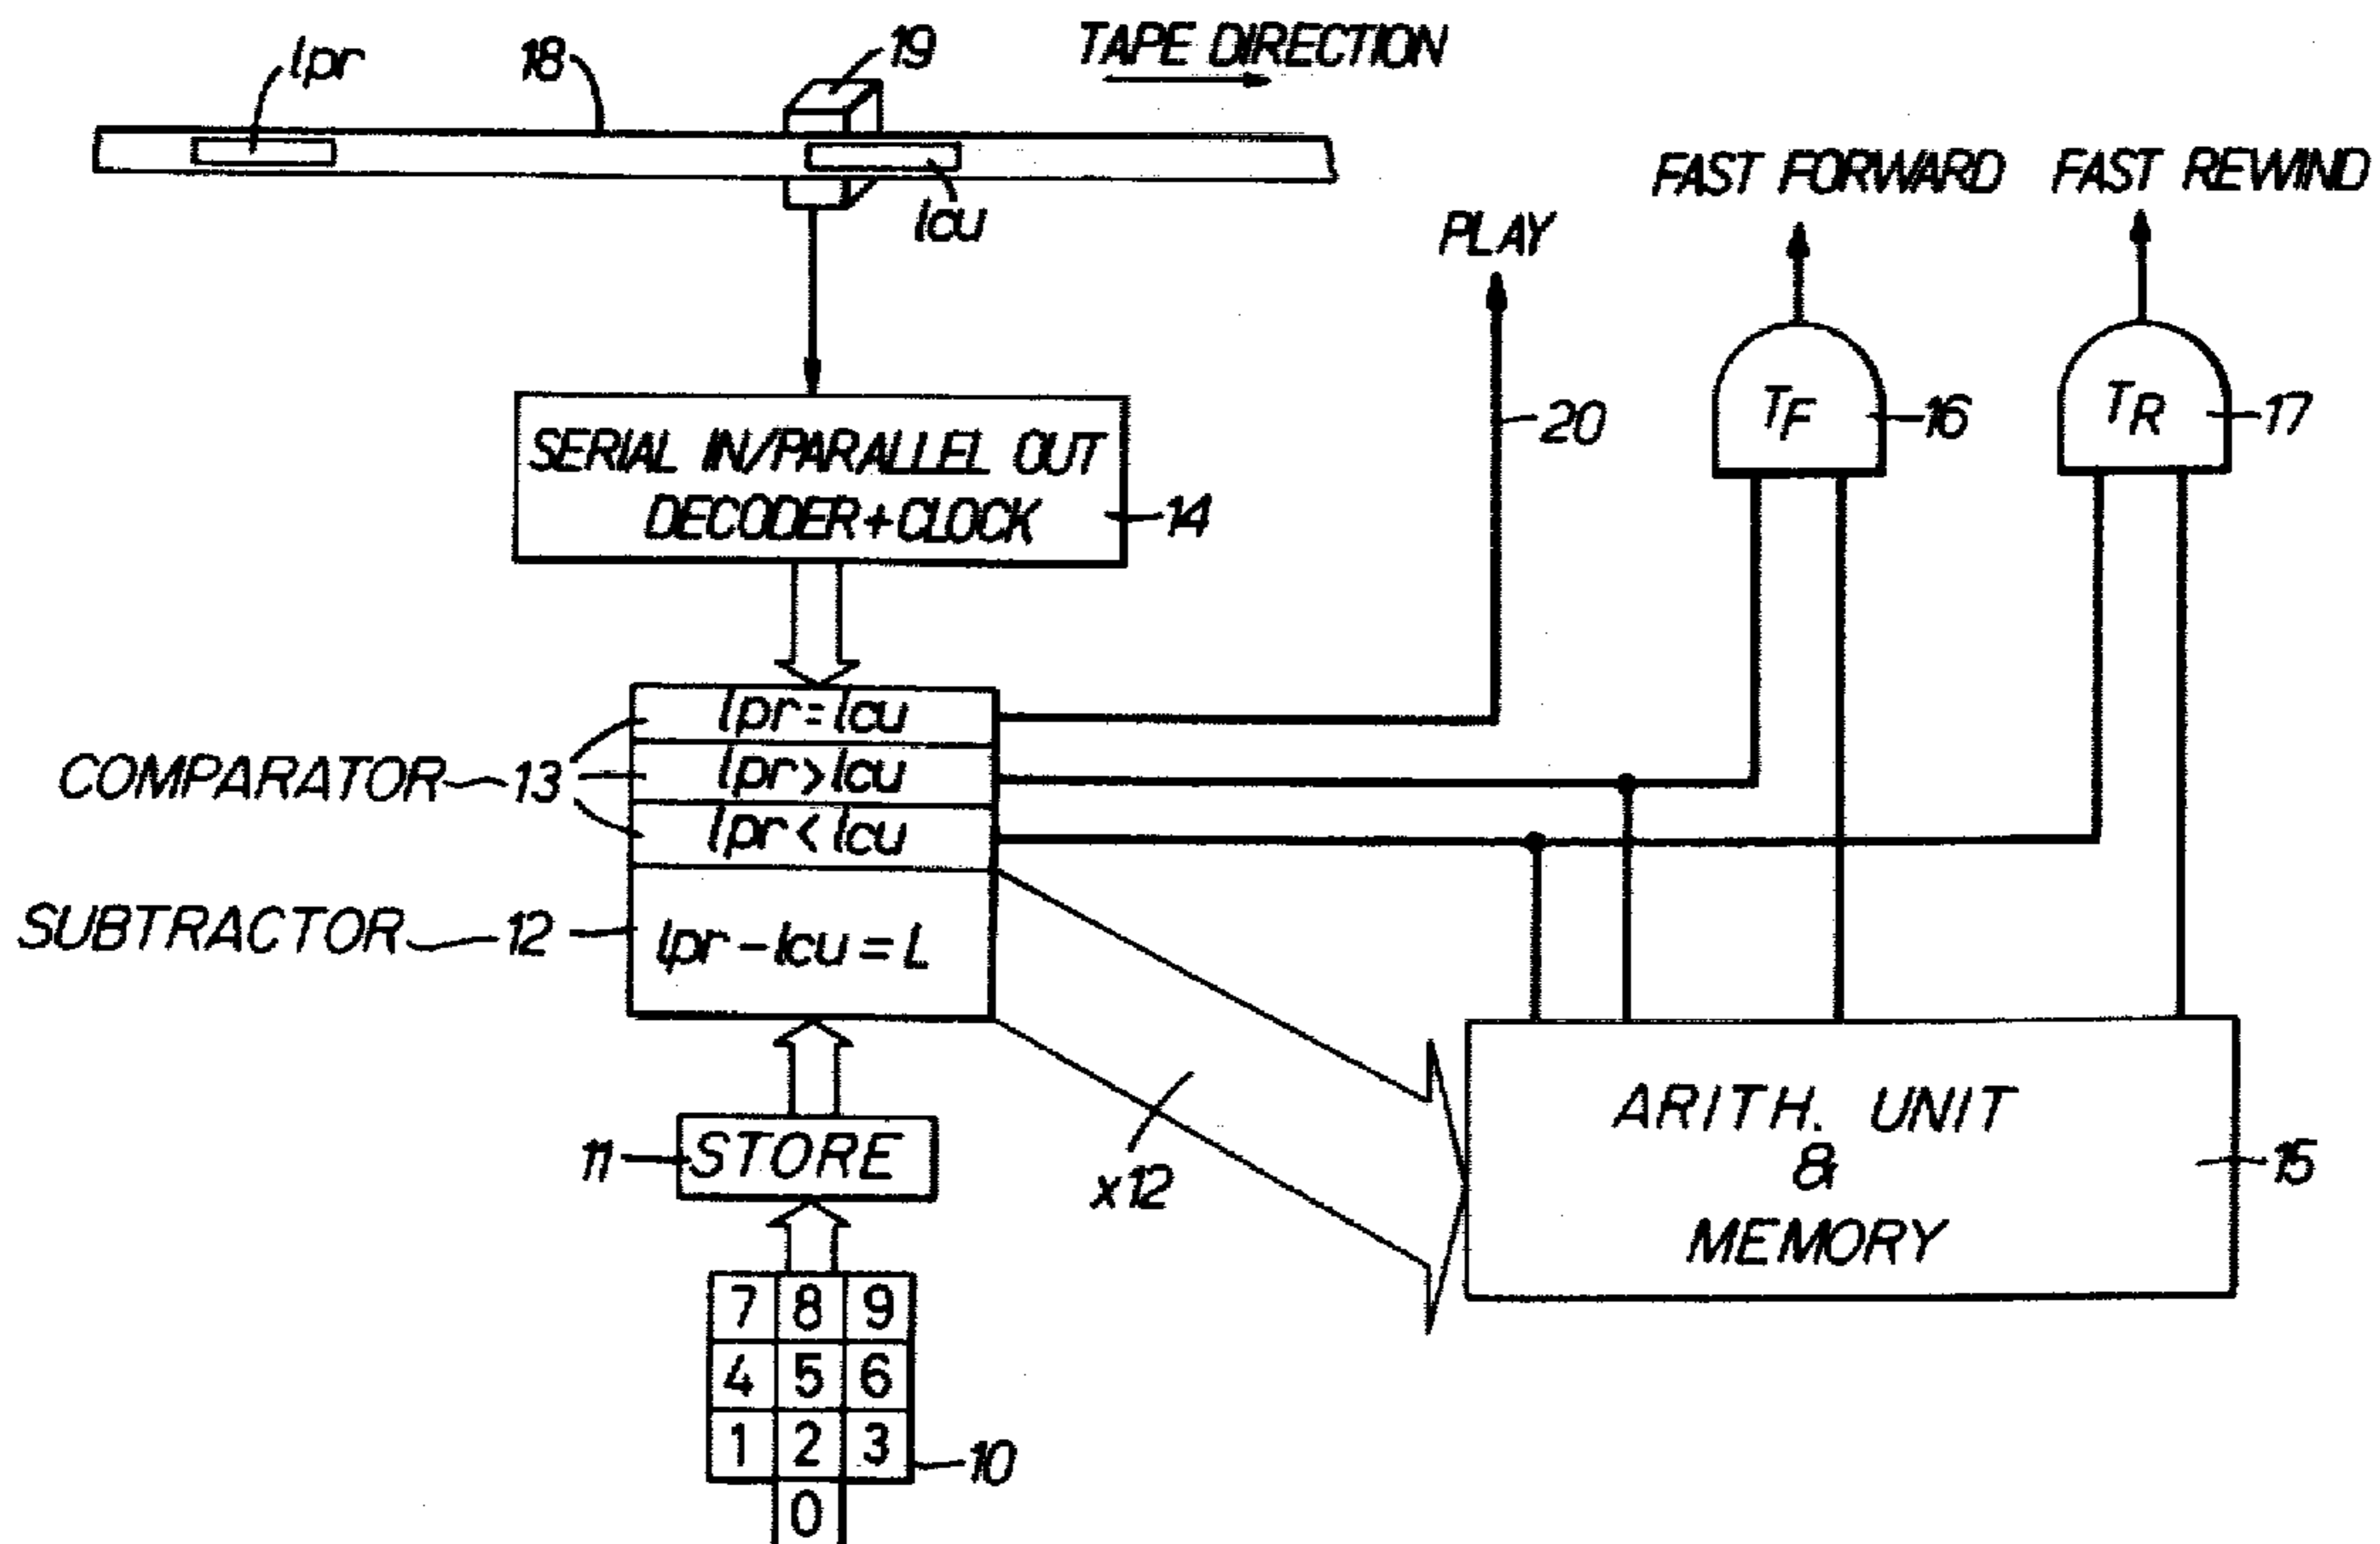 lpr
18
19
TAPE DIRECTION
lcu
PLAY
FAST FORWARD
FAST REWIND
20
TF
16
TR
17
SERIAL IN/PARALLEL OUT
DECODER+CLOCK
14
COMPARATOR
13
lpr=lcu
lpr>lcu
lpr<lcu
SUBTRACTOR
12
lpr-lcu=L
x12
ARITH. UNIT
&
MEMORY
15
11
STORE
7 8 9
4 5 6
1 2 3
0
10